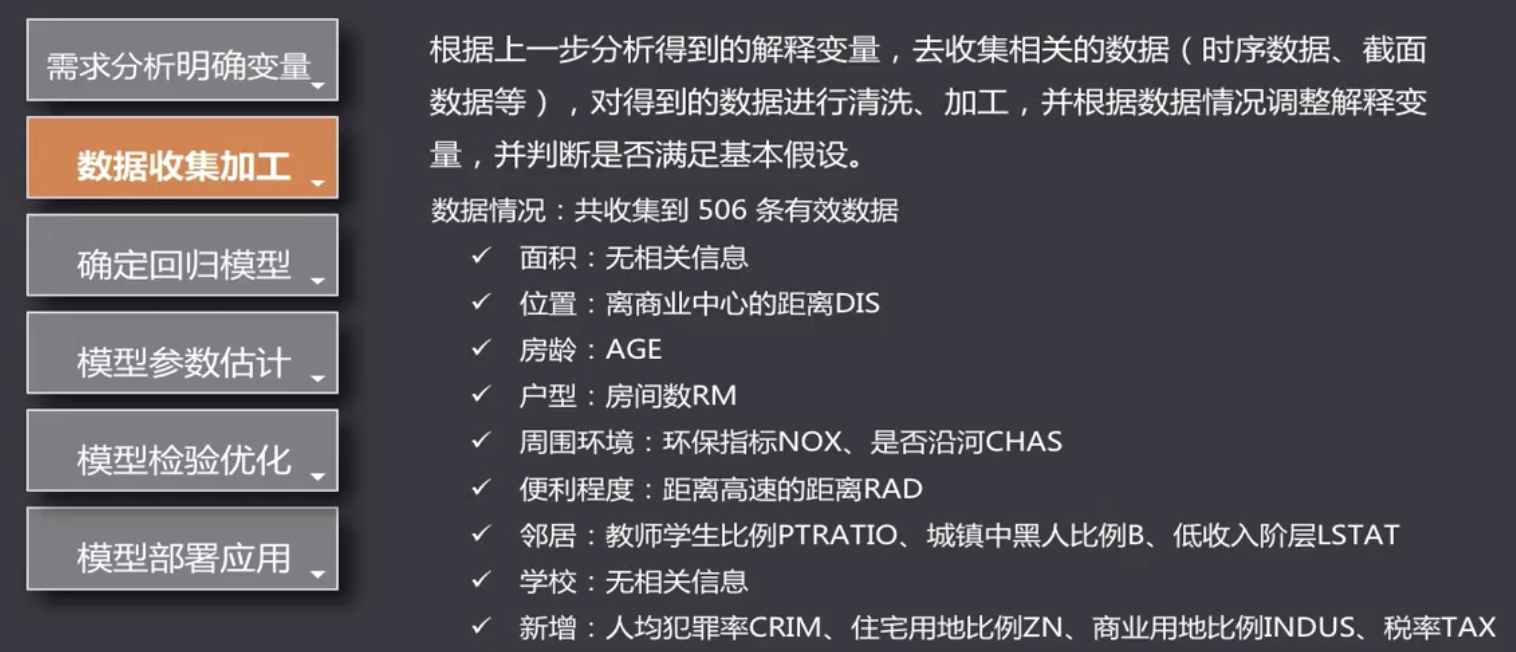 需求分析明确变量
数据收集加工
确定回归模型
模型参数估计
模型检验优化
模型部署应用
根据上一步分析得到的解释变量，去收集相关的数据（时序数据、截面
数据等），对得到的数据进行清洗、加工，并根据数据情况调整解释变
量，并判断是否满足基本假设。
数据情况：共收集到 506 条有效数据
✓ 面积：无相关信息
✓ 位置：离商业中心的距离DIS
✓ 房龄：AGE
✓ 户型：房间数RM
✓ 周围环境：环保指标NOX、是否沿河CHAS
✓ 便利程度：距离高速的距离RAD
✓ 邻居：教师学生比例PTRATIO、城镇中黑人比例B、低收入阶层LSTAT
✓ 学校：无相关信息
✓ 新增：人均犯罪率CRIM、住宅用地比例ZN、商业用地比例INDUS、税率TAX